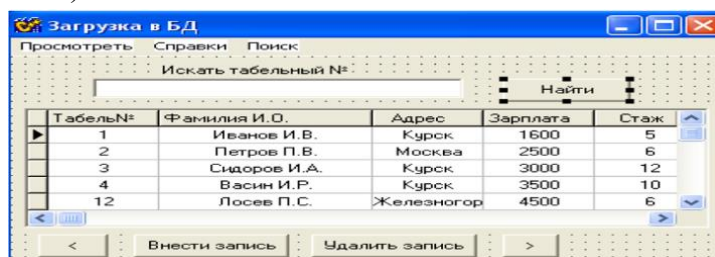 Загрузка в БД
Просмотреть Справки Поиск
Искать табельный №
Найти
Табель№ Фамилия И.О. Адрес Зарплата Стаж
1 Иванов И.В. Курск 1600 5
2 Петров П.В. Москва 2500 6
3 Сидоров И.А. Курск 3000 12
4 Васин И.Р. Курск 3500 10
12 Лосев П.С. Железногор 4500 6
< Внести запись Удалить запись >